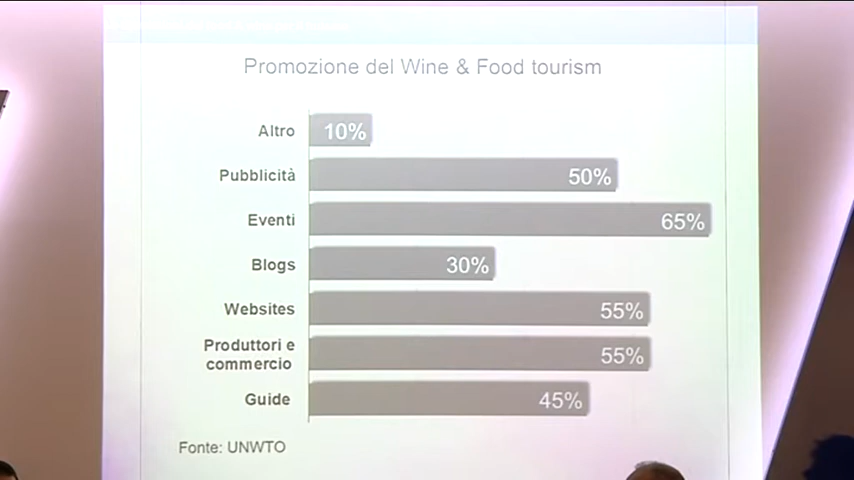 Promozione del Wine & Food tourism
Altro 10%
Pubblicità 50%
Eventi 65%
Blogs 30%
Websites 55%
Produttori e
commercio 55%
Guide 45%
Fonte: UNWTO